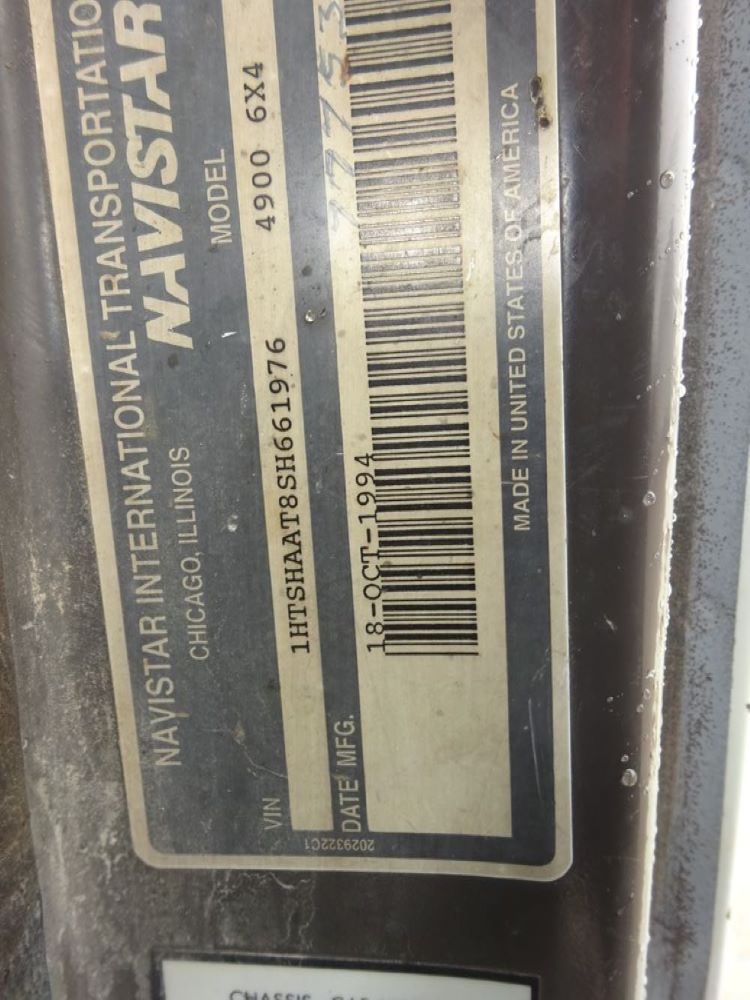 NAVISTAR INTERNATIONAL TRANSPORTATIO
NAVISTAR
CHICAGO, ILLINOIS
MODEL
VIN
1HTSHAAT8SH661976
4900 6X4
DATE MFG.
18-OCT-1994
MADE IN UNITED STATES OF AMERICA
2029322C1
CHASSIS